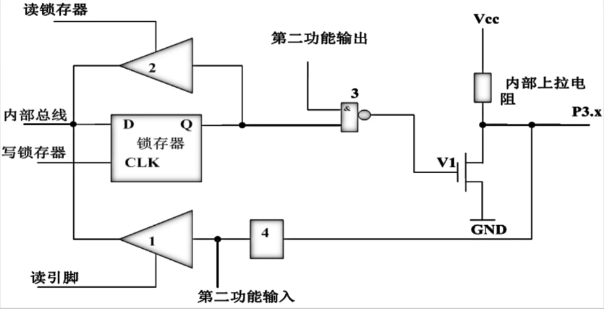 读锁存器
第二功能输出
Vcc
2
3
内部上拉电
阻
内部总线
D
Q
&
P3.x
锁存器
写锁存器
CLK
V1
1
4
GND
读引脚
第二功能输入